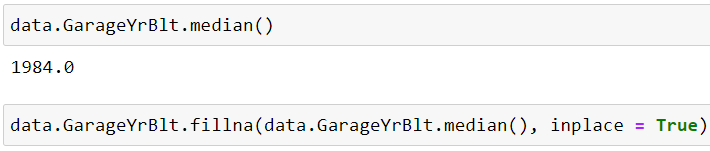 data.GarageYrBlt.median()
1984.0
data.GarageYrBlt.fillna(data.GarageYrBlt.median(), inplace = True)